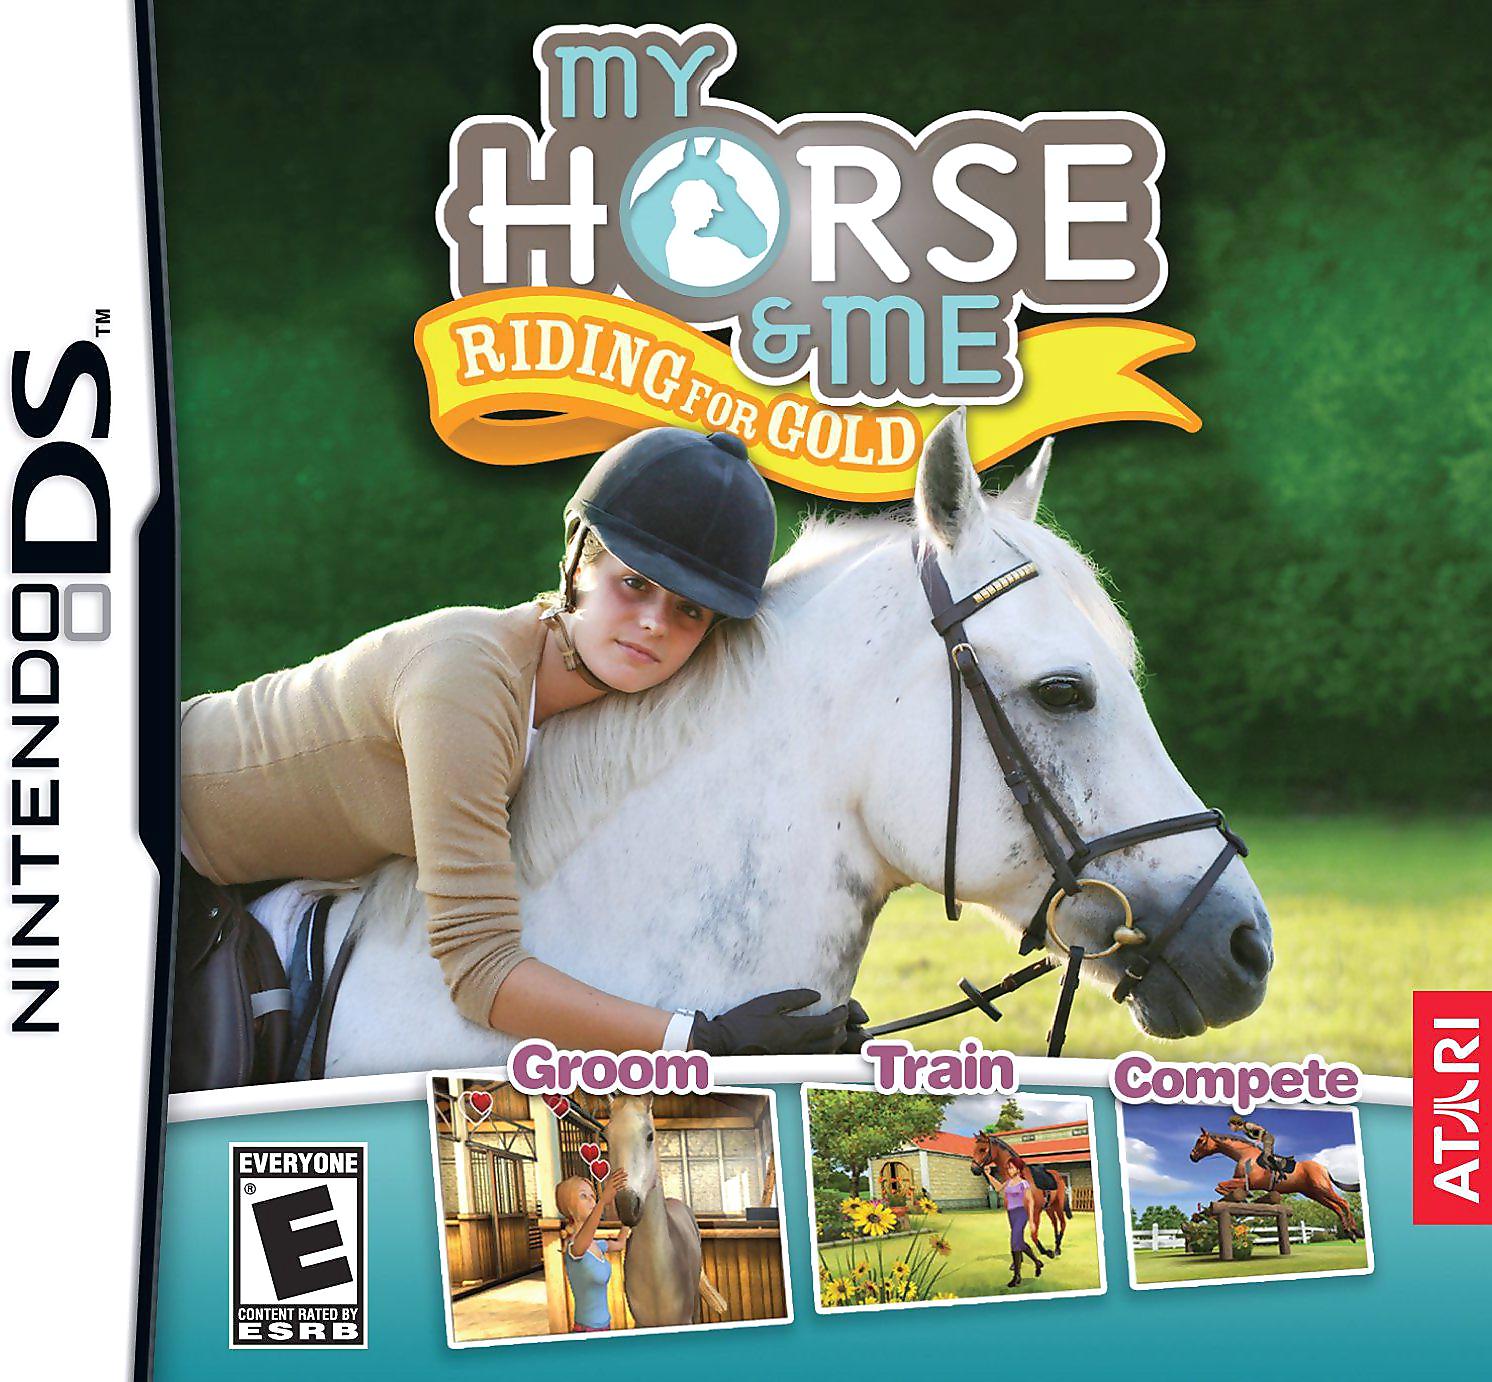 MY
HORSE
& ME
RIDING FOR GOLD
NINTENDO DS™
Groom
Train
Compete
ATARI
EVERYONE
E®
CONTENT RATED BY
ESRB